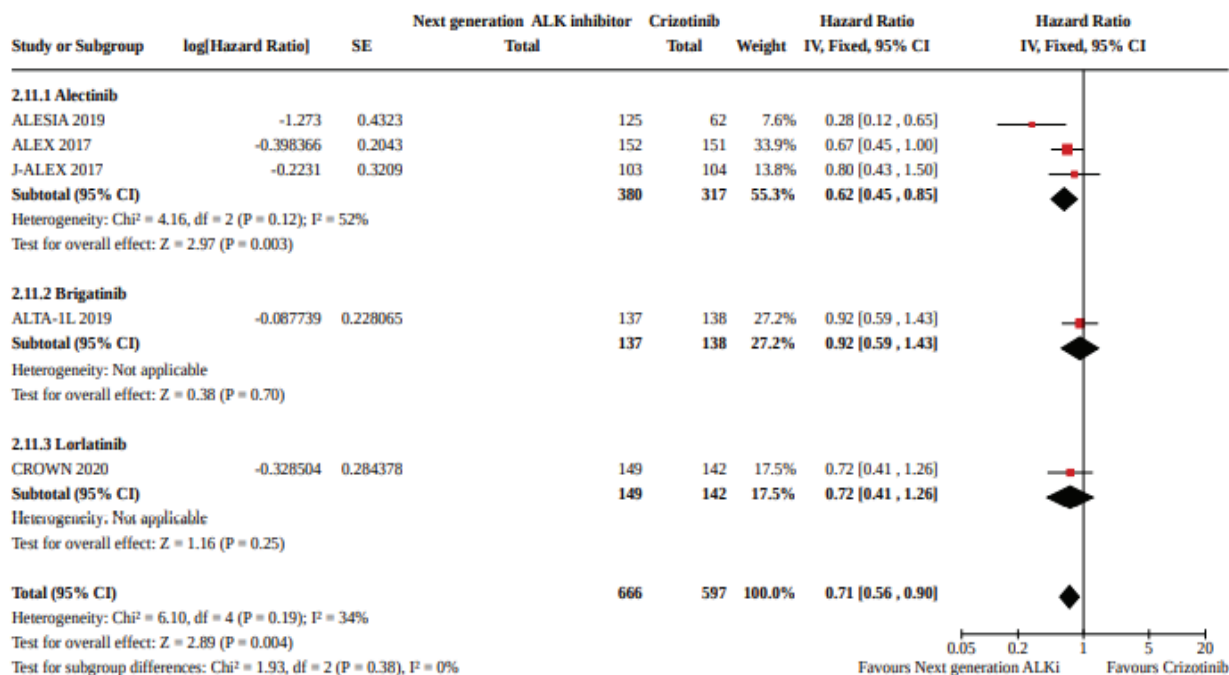 Next generation ALK inhibitor Crizotinib Hazard Ratio Hazard Ratio
Study or Subgroup log[Hazard Ratio] SE Total Total Weight IV, Fixed, 95% CI IV, Fixed, 95% CI
2.11.1 Alectinib
ALESIA 2019 -1.273 0.4323 125 62 7.6% 0.28 [0.12 , 0.65]
ALEX 2017 -0.398366 0.2043 152 151 33.9% 0.67 [0.45 , 1.00]
J-ALEX 2017 -0.2231 0.3209 103 104 13.8% 0.80 [0.43 , 1.50]
Subtotal (95% CI) 380 317 55.3% 0.62 [0.45 , 0.85]
Heterogeneity: Chi² = 4.16, df = 2 (P = 0.12); I² = 52%
Test for overall effect: Z = 2.97 (P = 0.003)
2.11.2 Brigatinib
ALTA-1L 2019 -0.087739 0.228065 137 138 27.2% 0.92 [0.59 , 1.43]
Subtotal (95% CI) 137 138 27.2% 0.92 [0.59 , 1.43]
Heterogeneity: Not applicable
Test for overall effect: Z = 0.38 (P = 0.70)
2.11.3 Lorlatinib
CROWN 2020 -0.328504 0.284378 149 142 17.5% 0.72 [0.41 , 1.26]
Subtotal (95% CI) 149 142 17.5% 0.72 [0.41 , 1.26]
Heterogeneity: Not applicable
Test for overall effect: Z = 1.16 (P = 0.25)
Total (95% CI) 666 597 100.0% 0.71 [0.56 , 0.90]
Heterogeneity: Chi² = 6.10, df = 4 (P = 0.19); I² = 34%
Test for overall effect: Z = 2.89 (P = 0.004)
0.05 0.2 1 5 20
Test for subgroup differences: Chi² = 1.93, df = 2 (P = 0.38), I² = 0% Favours Next generation ALKi Favours Crizotinib